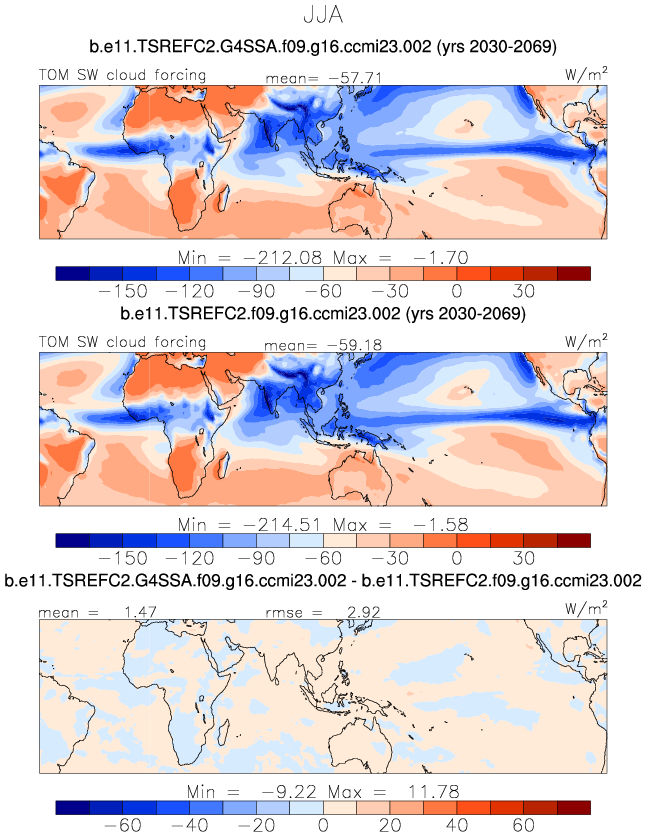 JJA
b.e11.TSREFC2.G4SSA.f09.g16.ccmi23.002 (yrs 2030-2069)
TOM SW cloud forcing mean= −57.71 W/m²
Min = −212.08 Max = −1.70
−150 −120 −90 −60 −30 0 30
b.e11.TSREFC2.f09.g16.ccmi23.002 (yrs 2030-2069)
TOM SW cloud forcing mean= −59.18 W/m²
Min = −214.51 Max = −1.58
−150 −120 −90 −60 −30 0 30
b.e11.TSREFC2.G4SSA.f09.g16.ccmi23.002 - b.e11.TSREFC2.f09.g16.ccmi23.002
mean = 1.47 rmse = 2.92 W/m²
Min = −9.22 Max = 11.78
−60 −40 −20 0 20 40 60